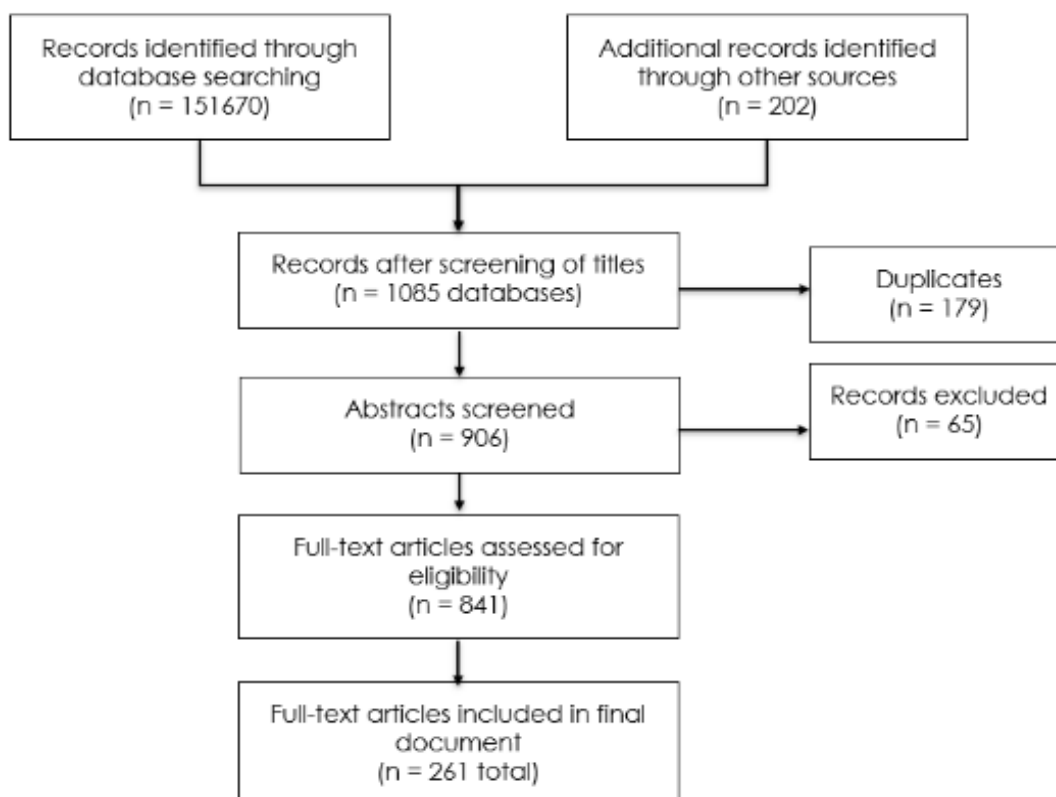 Records identified through
database searching
(n = 151670)
Additional records identified
through other sources
(n = 202)
Records after screening of titles
(n = 1085 databases)
Duplicates
(n = 179)
Abstracts screened
(n = 906)
Records excluded
(n = 65)
Full-text articles assessed for
eligibility
(n = 841)
Full-text articles included in final
document
(n = 261 total)